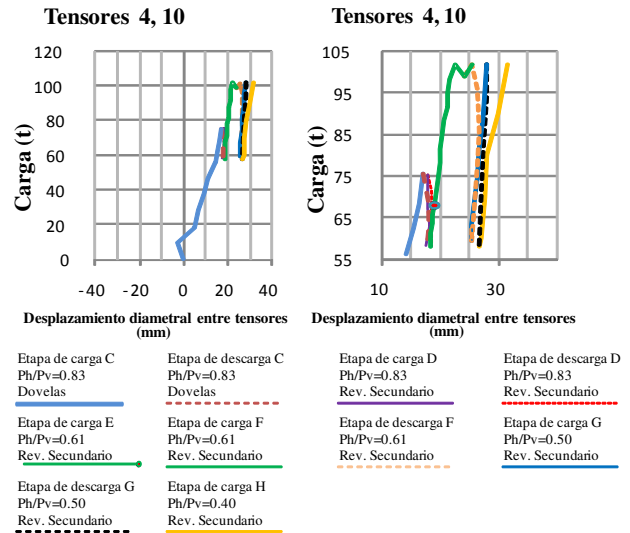 Tensores 4, 10
Tensores 4, 10
Carga (t)
120
100
80
60
40
20
0
-40 -20 0 20 40
Desplazamiento diametral entre tensores
(mm)
Carga (t)
105
95
85
75
65
55
10 30
Desplazamiento diametral entre tensores
(mm)
Etapa de carga C
Ph/Pv=0.83
Dovelas
Etapa de descarga C
Ph/Pv=0.83
Dovelas
Etapa de carga D
Ph/Pv=0.83
Rev. Secundario
Etapa de descarga D
Ph/Pv=0.83
Rev. Secundario
Etapa de carga E
Ph/Pv=0.61
Rev. Secundario
Etapa de carga F
Ph/Pv=0.61
Rev. Secundario
Etapa de descarga F
Ph/Pv=0.61
Rev. Secundario
Etapa de carga G
Ph/Pv=0.50
Rev. Secundario
Etapa de descarga G
Ph/Pv=0.50
Rev. Secundario
Etapa de carga H
Ph/Pv=0.40
Rev. Secundario